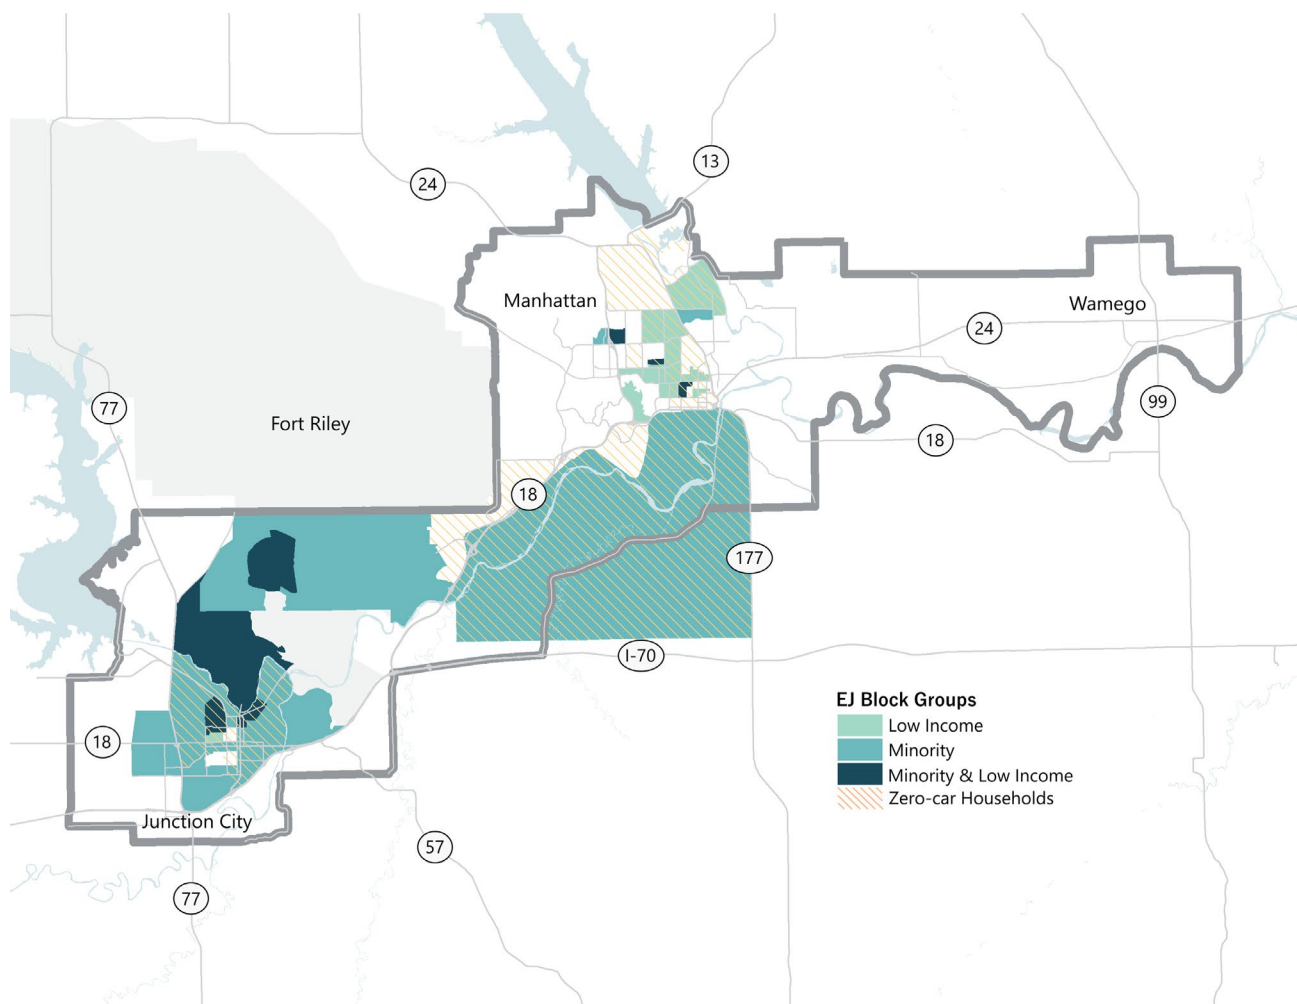 13
24
Manhattan
Wamego
24
77
Fort Riley
99
18
18
177
I-70
EJ Block Groups
Low Income
Minority
18
Minority & Low Income
Zero-car Households
Junction City
57
77